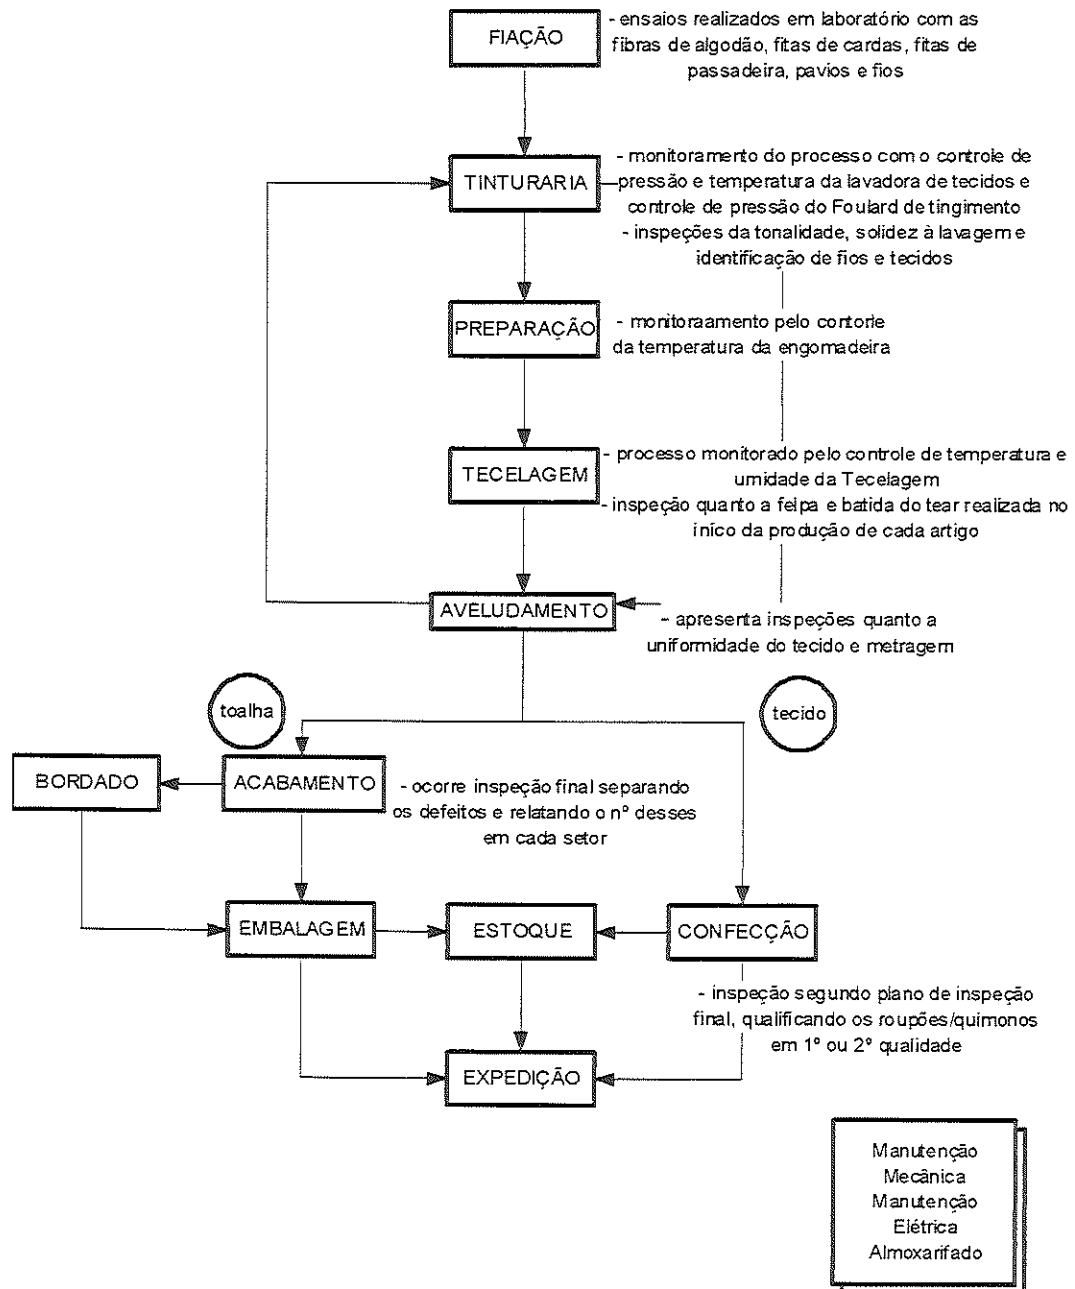 FIAÇÃO
- ensaios realizados em laboratório com as
fibras de algodão, fitas de cardas, fitas de
passadeira, pavios e fios
TINTURARIA
- monitoramento do processo com o controle de
pressão e temperatura da lavadora de tecidos e
controle de pressão do Foulard de tingimento
- inspeções da tonalidade, solidez à lavagem e
identificação de fios e tecidos
PREPARAÇÃO
- monitoraamento pelo contorle
da temperatura da engomadeira
TECELAGEM
- processo monitorado pelo controle de temperatura e
umidade da Tecelagem
- inspeção quanto a felpa e batida do tear realizada no
iníco da produção de cada artigo
AVELUDAMENTO
- apresenta inspeções quanto a
uniformidade do tecido e metragem
toalha
tecido
BORDADO
ACABAMENTO
- ocorre inspeção final separando
os defeitos e relatando o nº desses
em cada setor
EMBALAGEM
ESTOQUE
CONFECÇÃO
- inspeção segundo plano de inspeção
final, qualificando os roupões/quimonos
em 1º ou 2º qualidade
EXPEDIÇÃO
Manutenção
Mecânica
Manutenção
Elétrica
Almoxarifado